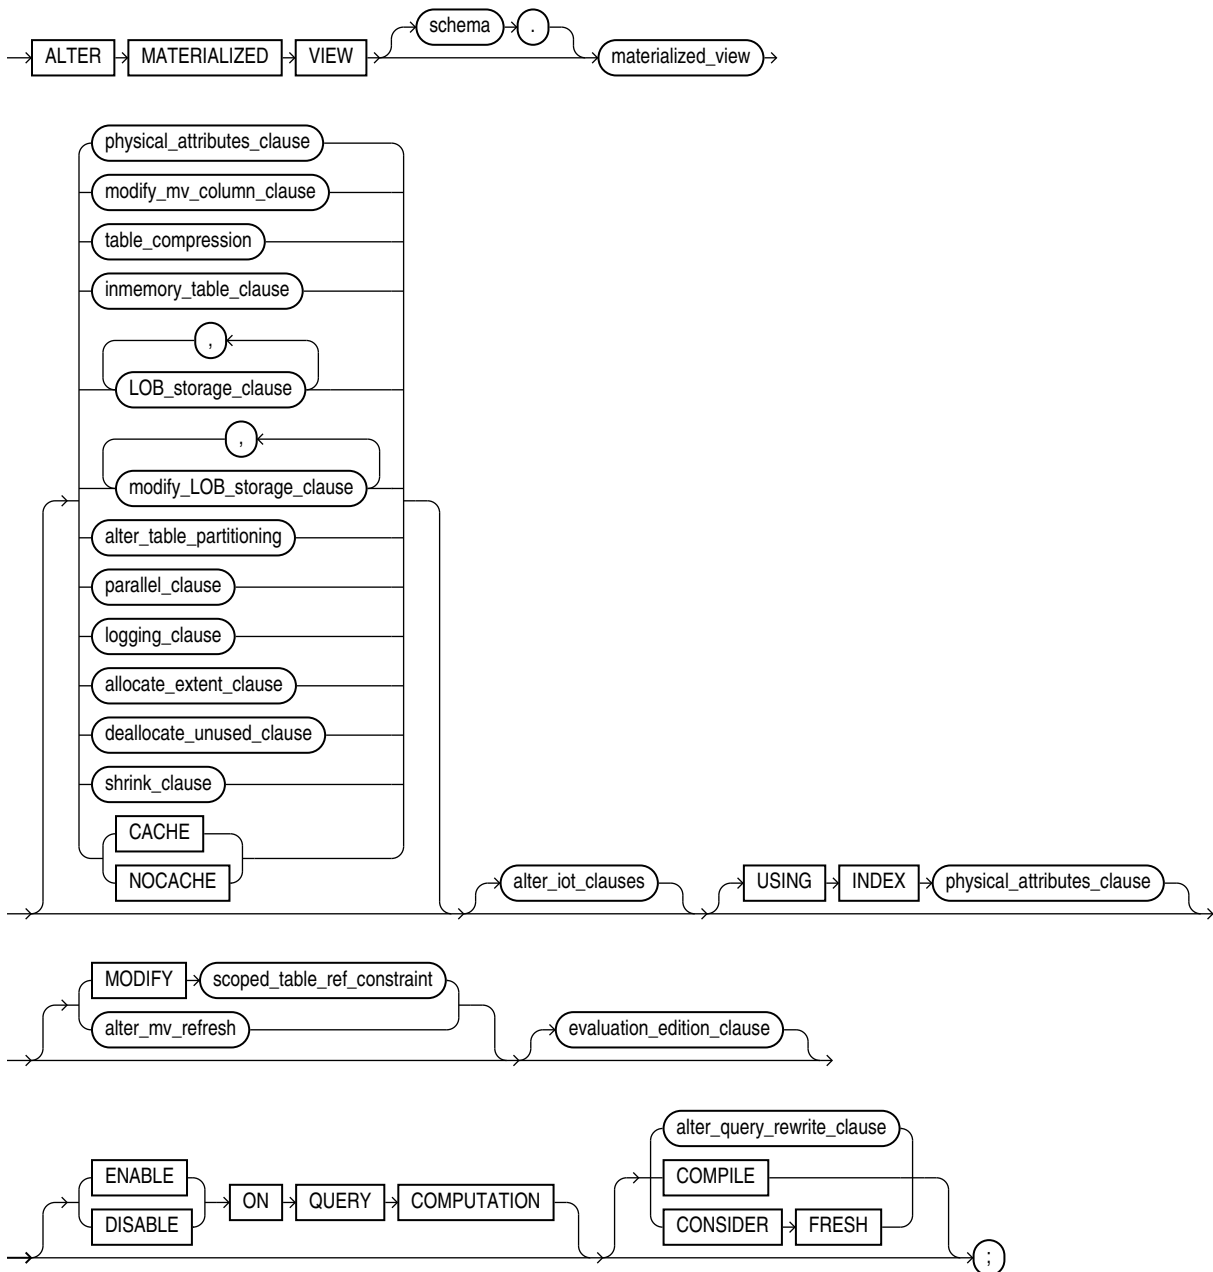 schema .
ALTER MATERIALIZED VIEW materialized_view
physical_attributes_clause
modify_mv_column_clause
table_compression
inmemory_table_clause
,
LOB_storage_clause
,
modify_LOB_storage_clause
alter_table_partitioning
parallel_clause
logging_clause
allocate_extent_clause
deallocate_unused_clause
shrink_clause
CACHE
NOCACHE alter_iot_clauses USING INDEX physical_attributes_clause
MODIFY scoped_table_ref_constraint
alter_mv_refresh evaluation_edition_clause
alter_query_rewrite_clause
ENABLE COMPILE
ON QUERY COMPUTATION
DISABLE CONSIDER FRESH
;